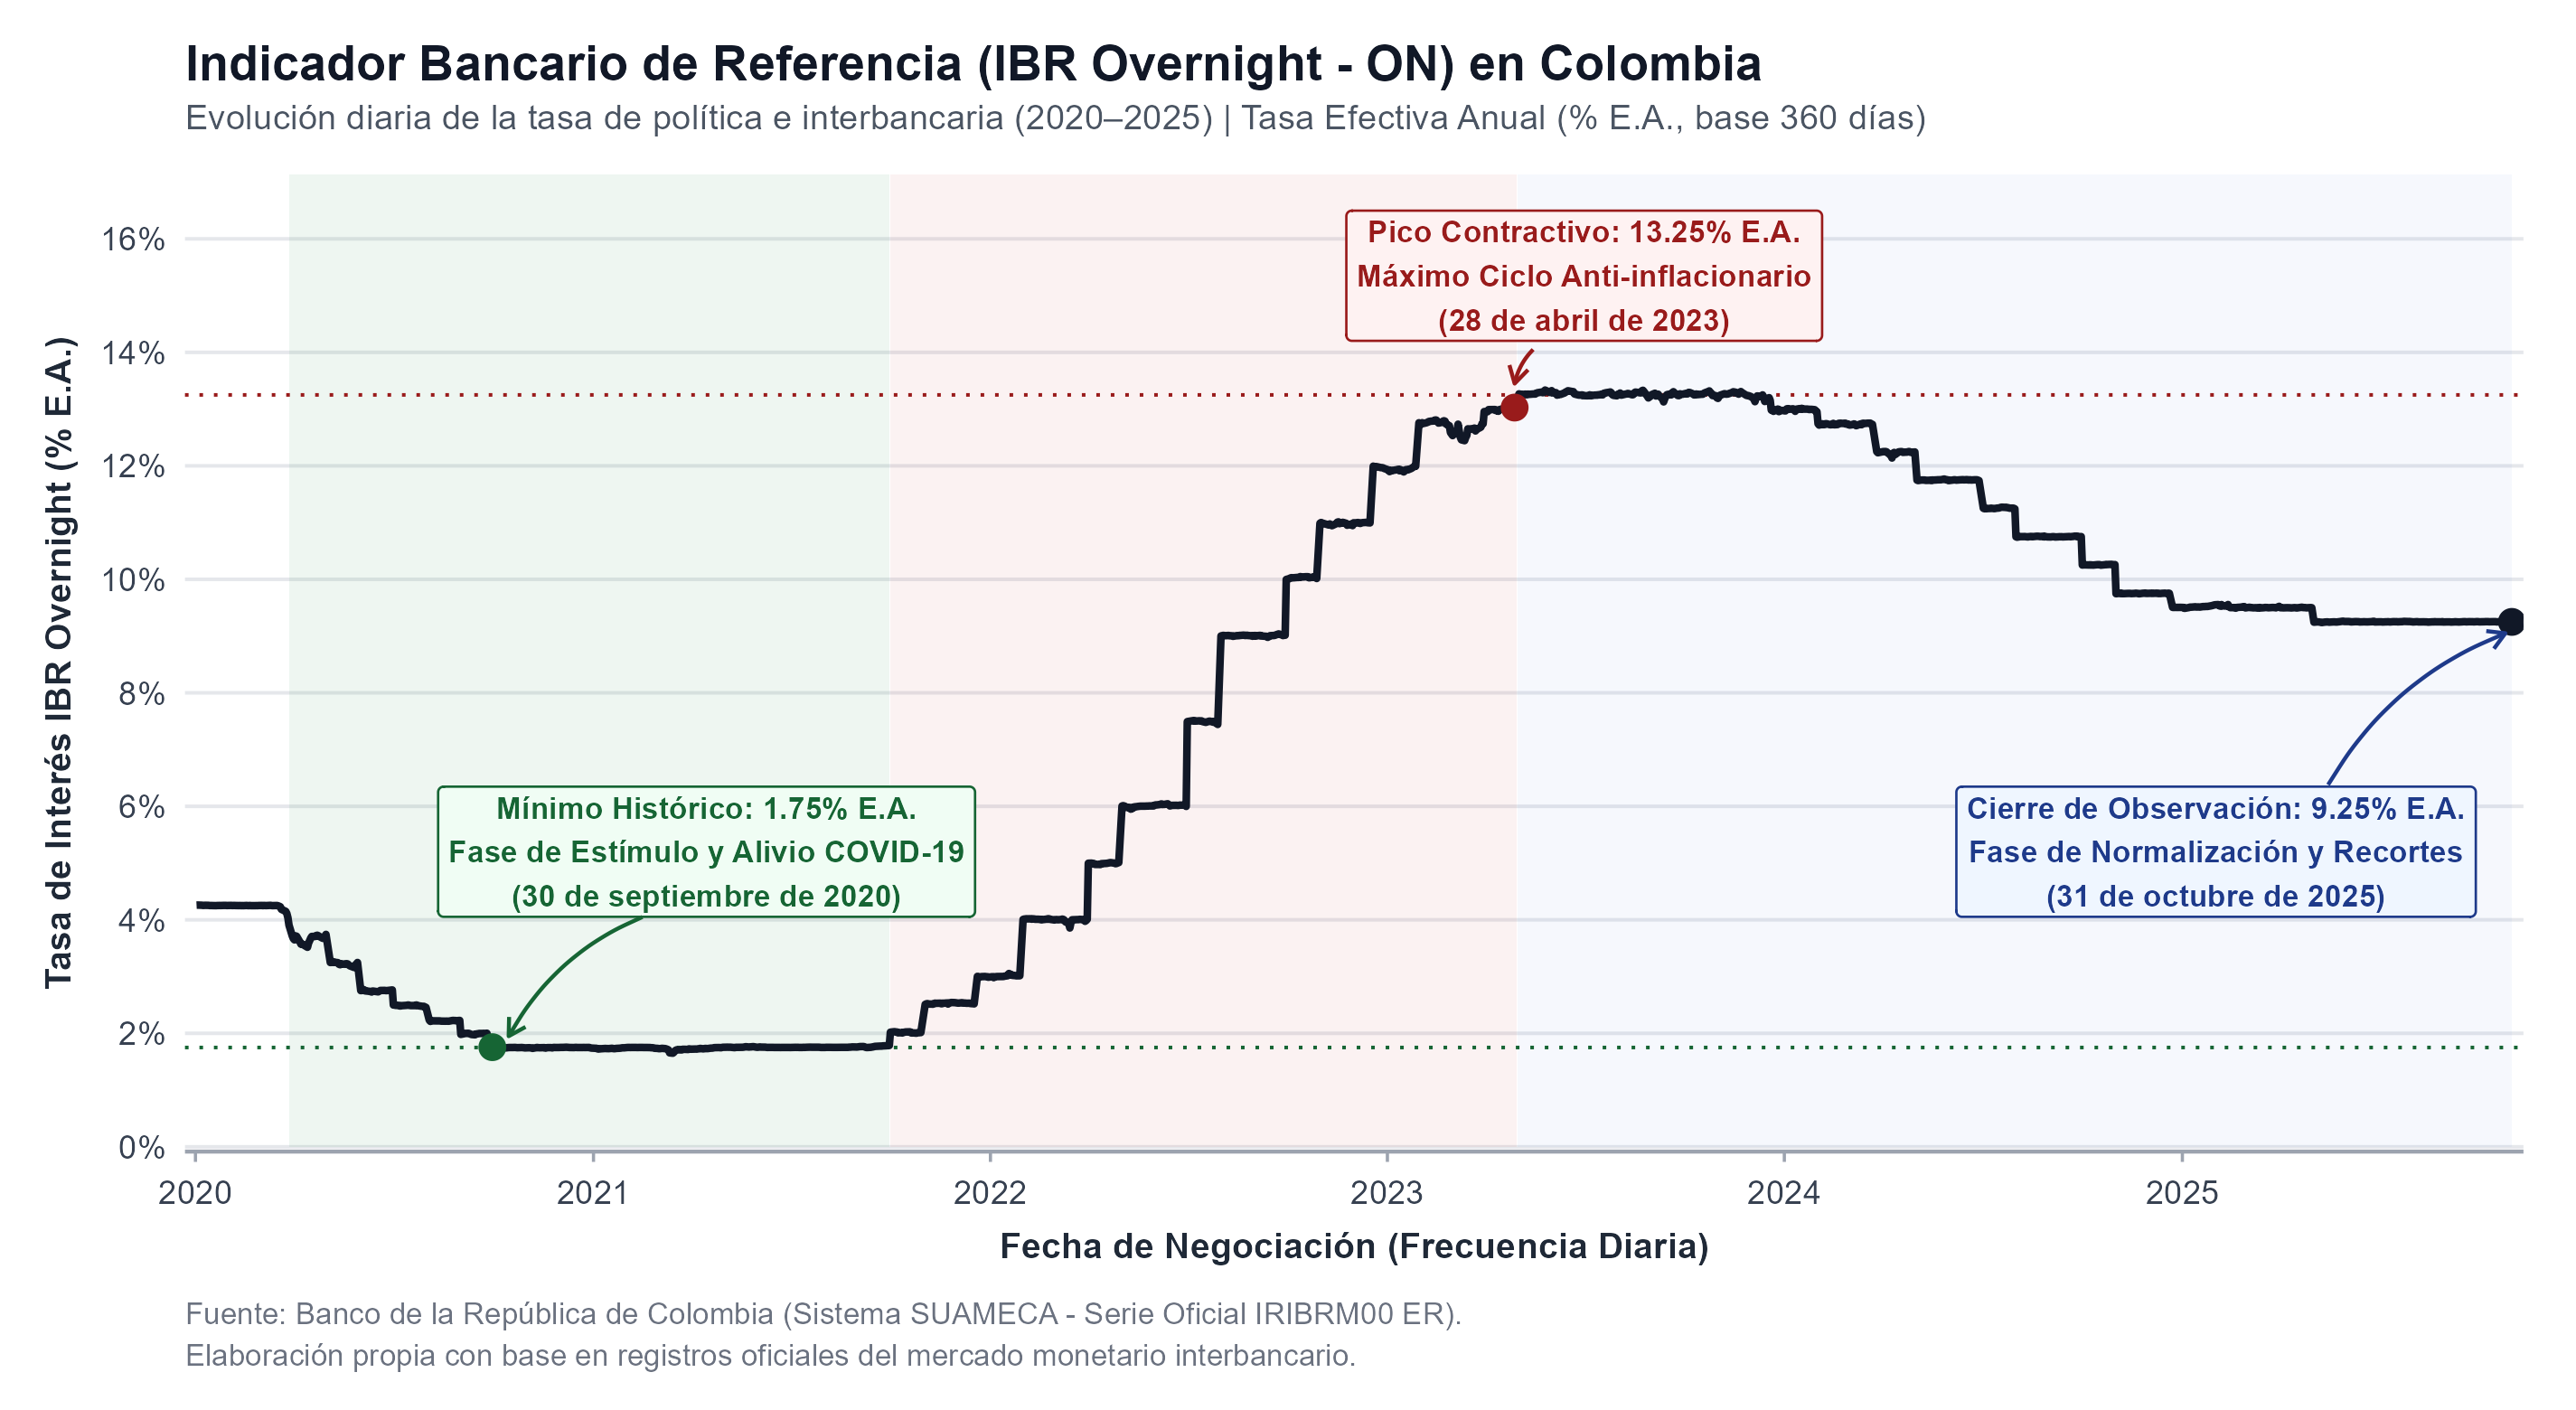 Indicador Bancario de Referencia (IBR Overnight - ON) en Colombia
Evolución diaria de la tasa de política e interbancaria (2020–2025) | Tasa Efectiva Anual (% E.A., base 360 días)
Tasa de Interés IBR Overnight (% E.A.)
16%
14%
12%
10%
8%
6%
4%
2%
0%
Pico Contractivo: 13.25% E.A.
Máximo Ciclo Anti-inflacionario
(28 de abril de 2023)
Mínimo Histórico: 1.75% E.A.
Fase de Estímulo y Alivio COVID-19
(30 de septiembre de 2020)
Cierre de Observación: 9.25% E.A.
Fase de Normalización y Recortes
(31 de octubre de 2025)
2020
2021
2022
2023
2024
2025
Fecha de Negociación (Frecuencia Diaria)
Fuente: Banco de la República de Colombia (Sistema SUAMECA - Serie Oficial IRIBRM00 ER).
Elaboración propia con base en registros oficiales del mercado monetario interbancario.